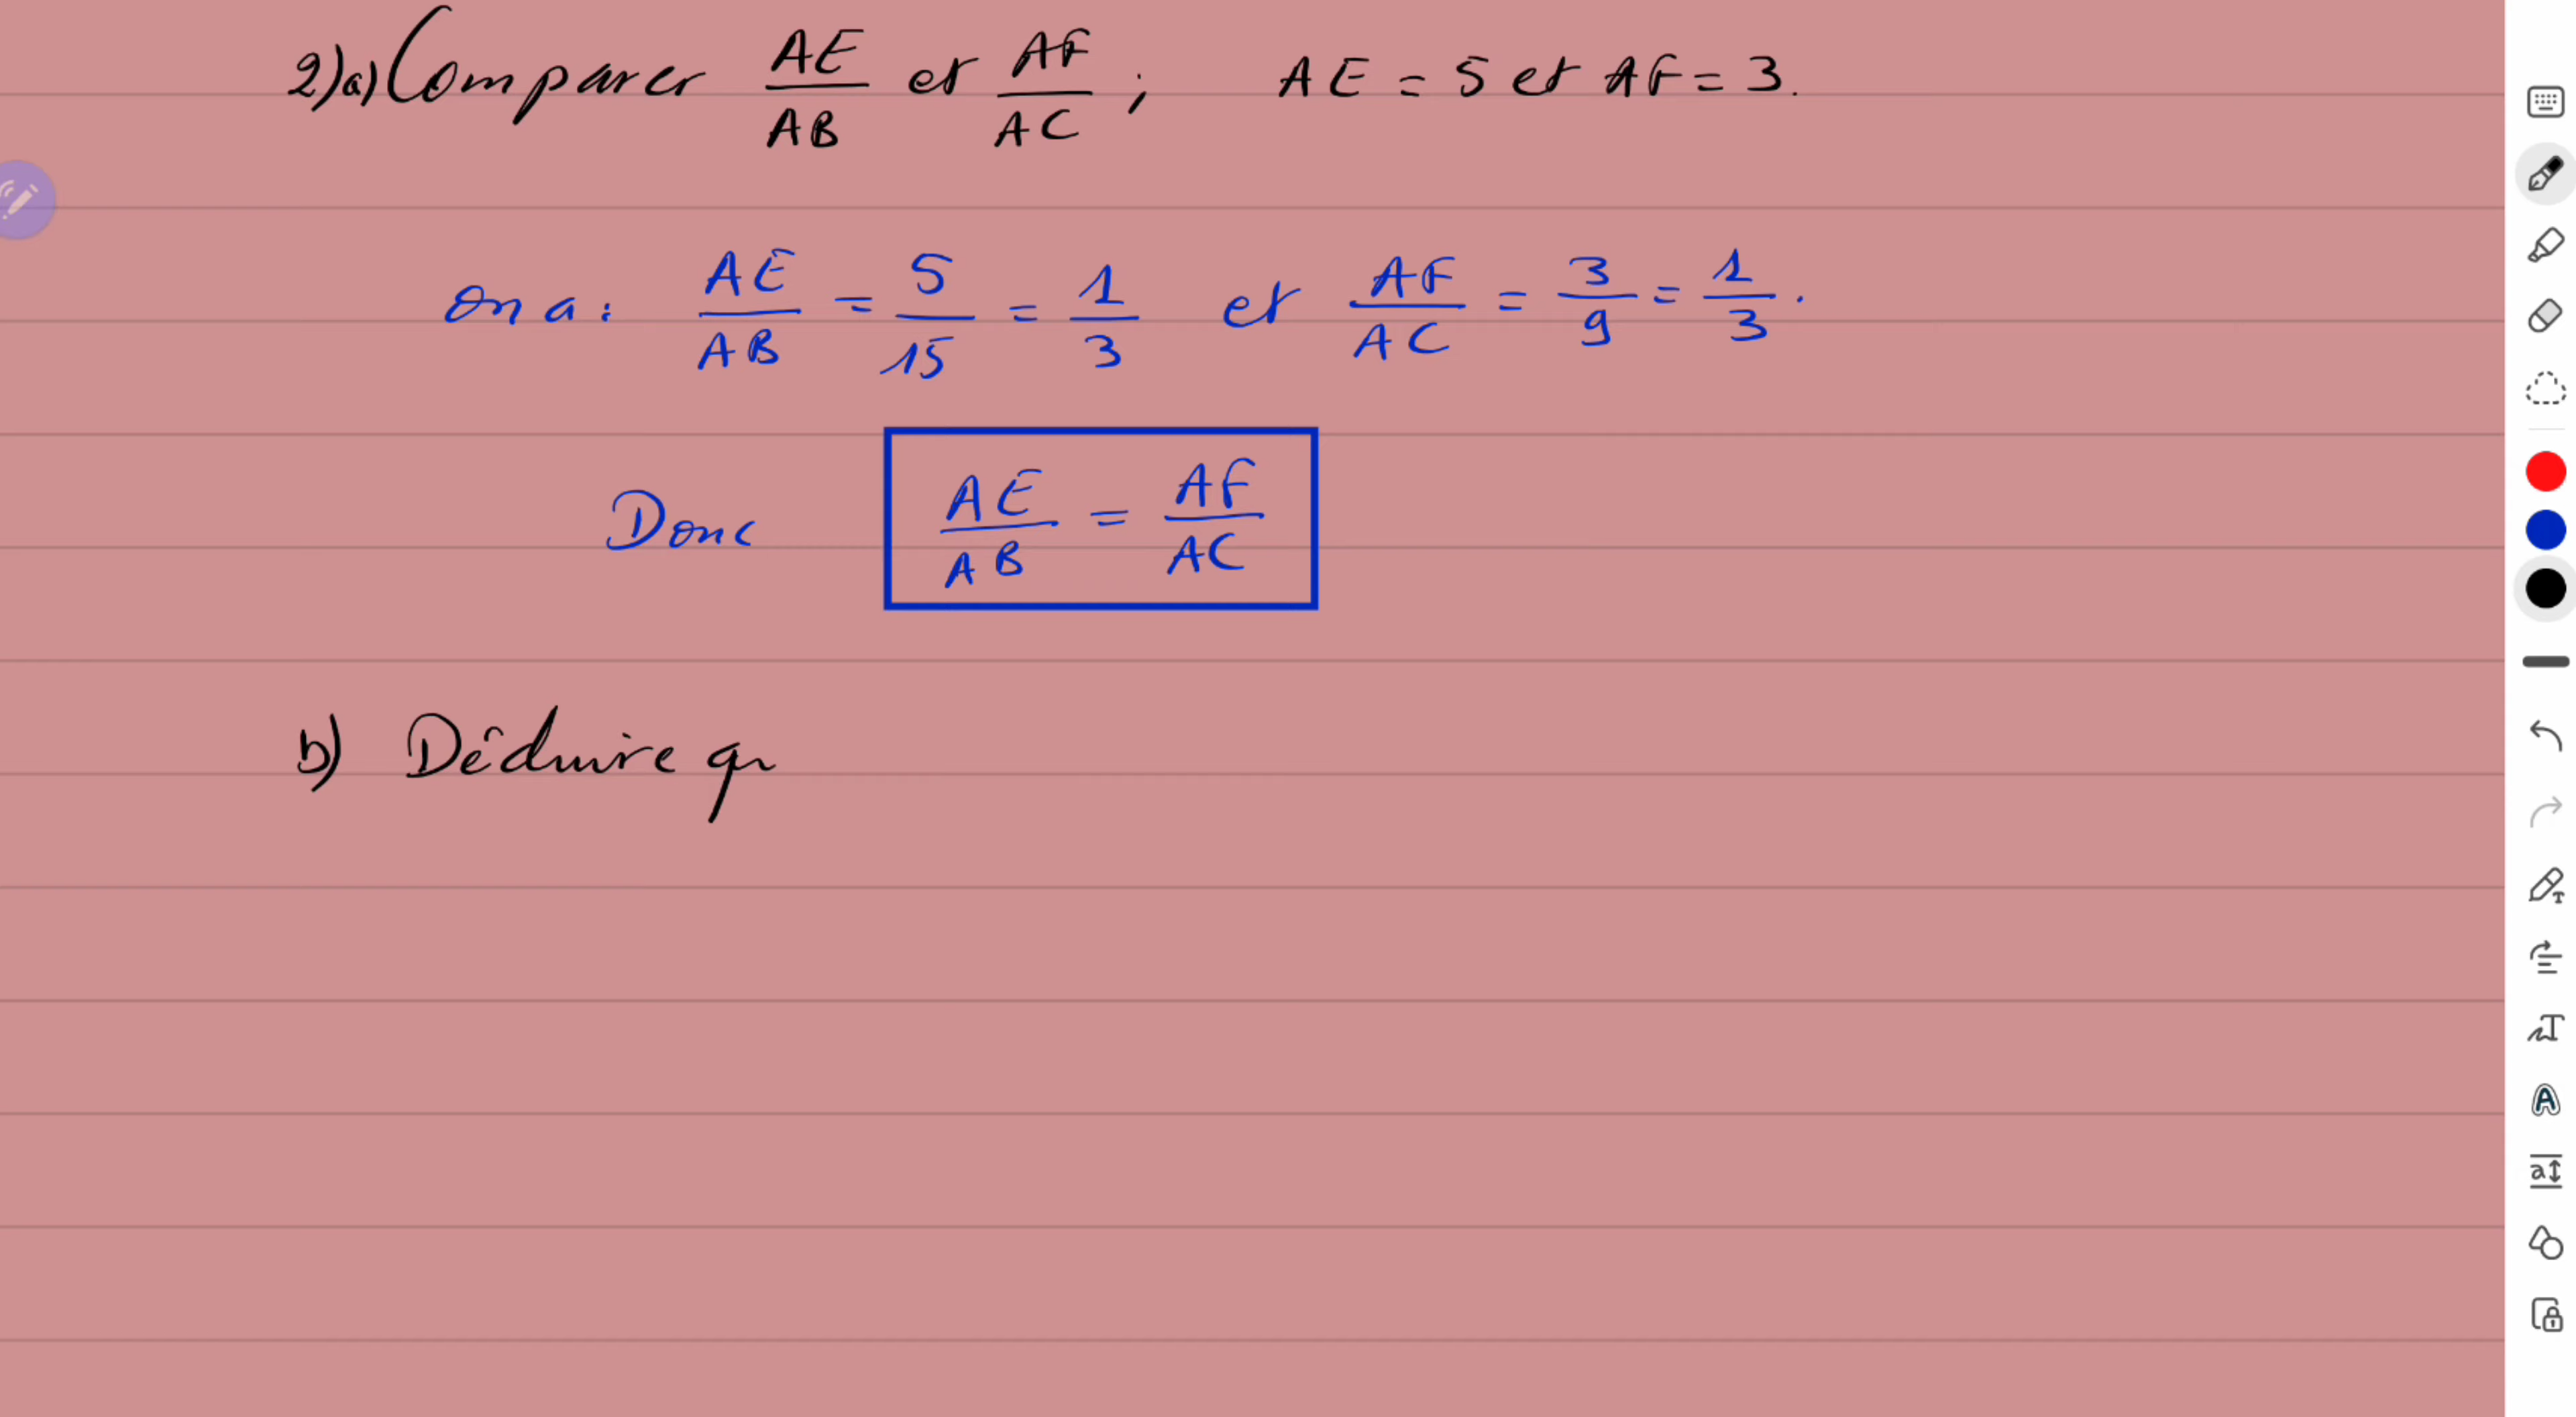 2)a) Comparer AE/AB et AF/AC ; AE = 5 et AF = 3.
on a : AE/AB = 5/15 = 1/3 et AF/AC = 3/9 = 1/3.
Donc AE/AB = AF/AC
b) Déduire qu